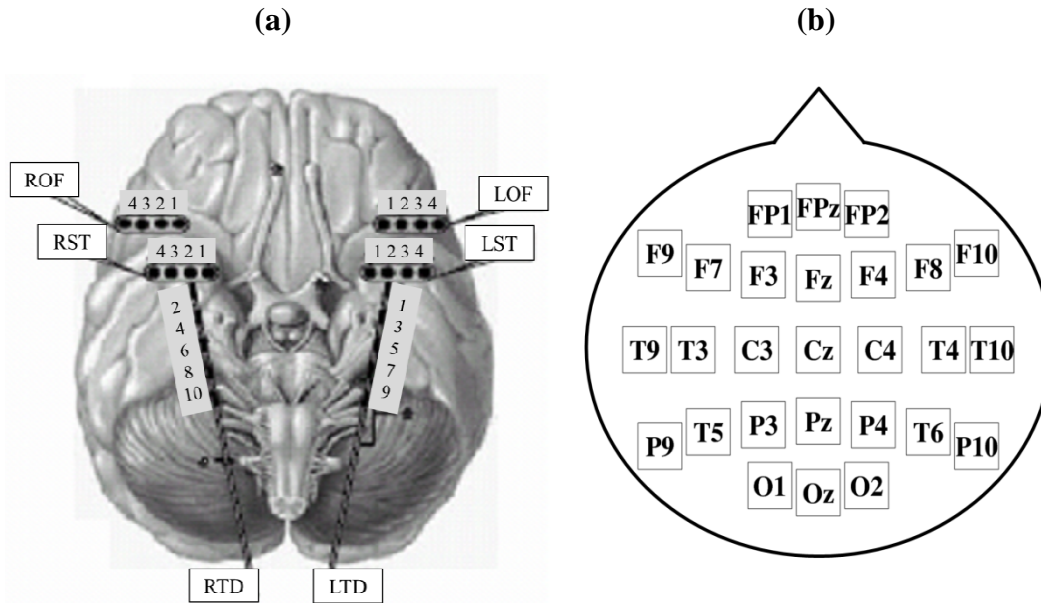 (a)
(b)
ROF
4 3 2 1
1 2 3 4
LOF
RST
4 3 2 1
1 2 3 4
LST
2
4
6
8
10
1
3
5
7
9
RTD
LTD
FP1 FPz FP2
F9 F7 F3 Fz F4 F8 F10
T9 T3 C3 Cz C4 T4 T10
P9 T5 P3 Pz P4 T6 P10
O1 Oz O2